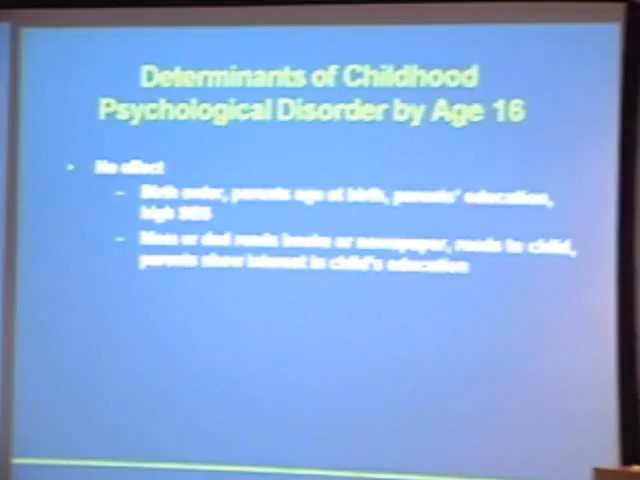 Determinants of Childhood
Psychological Disorder by Age 16
• No effect
– Birth order, parents age at birth, parents' education,
high SES
– Mom or dad reads books or newspaper, reads to child,
parents show interest in child's education